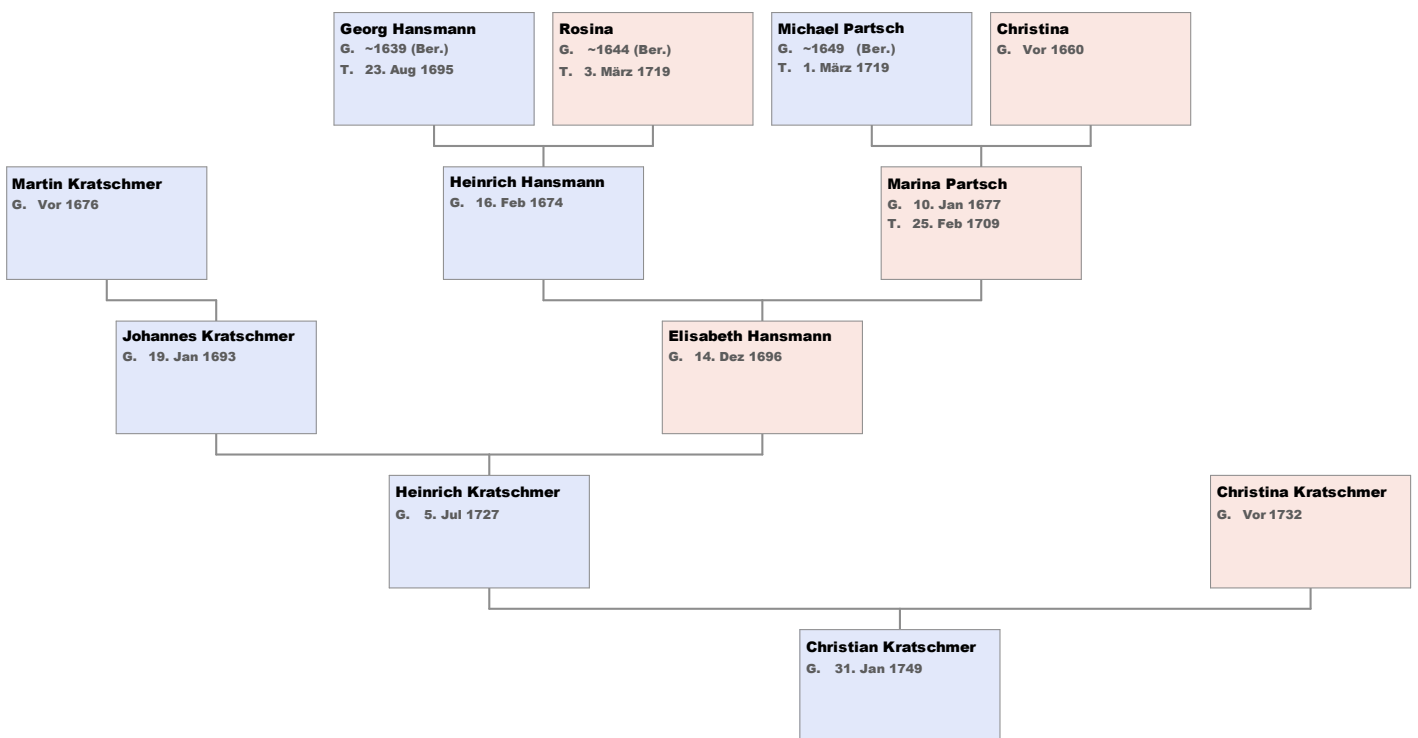 Georg Hansmann
G. ~1639 (Ber.)
T. 23. Aug 1695
Rosina
G. ~1644 (Ber.)
T. 3. März 1719
Michael Partsch
G. ~1649 (Ber.)
T. 1. März 1719
Christina
G. Vor 1660
Martin Kratschmer
G. Vor 1676
Heinrich Hansmann
G. 16. Feb 1674
Marina Partsch
G. 10. Jan 1677
T. 25. Feb 1709
Johannes Kratschmer
G. 19. Jan 1693
Elisabeth Hansmann
G. 14. Dez 1696
Heinrich Kratschmer
G. 5. Jul 1727
Christina Kratschmer
G. Vor 1732
Christian Kratschmer
G. 31. Jan 1749